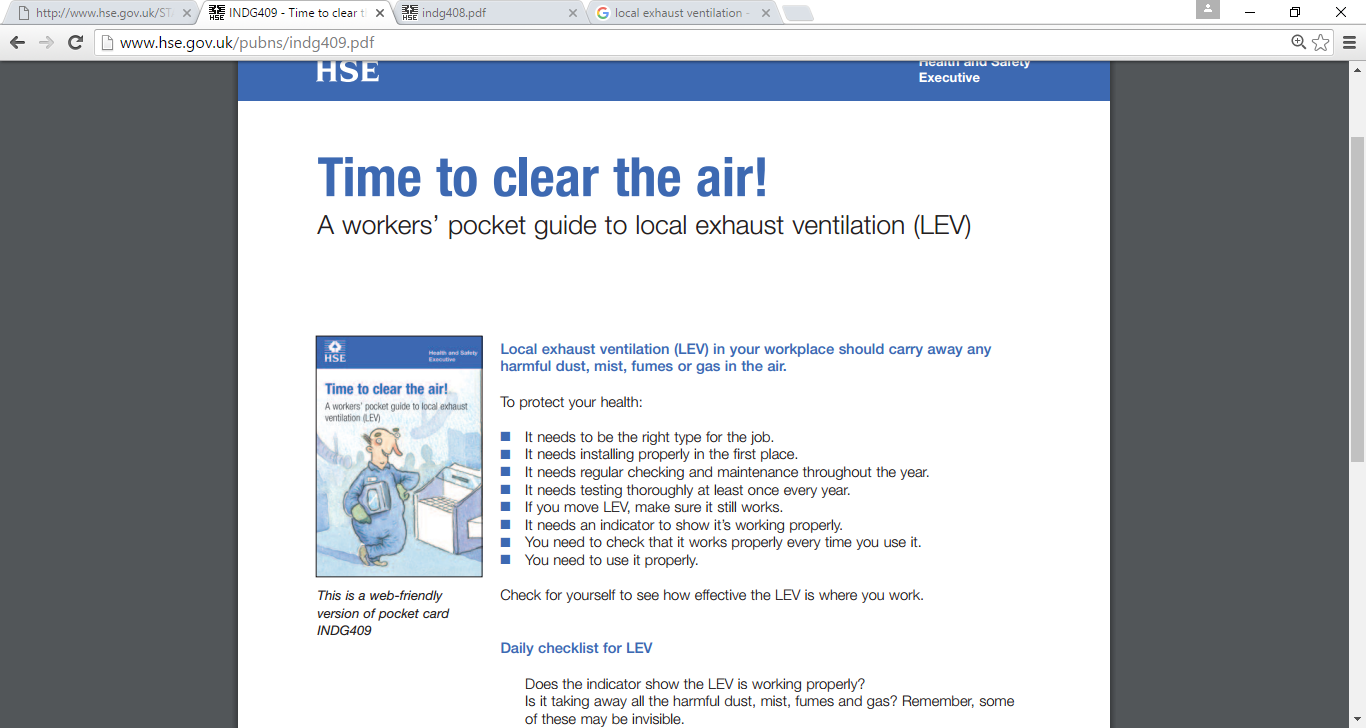 http://www.hse.gov.uk/ST
INDG409 - Time to clear t
indg408.pdf
local exhaust ventilation -
www.hse.gov.uk/pubns/indg409.pdf
HSE
Health and Safety
Executive
Time to clear the air!
A workers’ pocket guide to local exhaust ventilation (LEV)
HSE
Health and Safety
Executive
Time to clear the air!
A workers’ pocket guide to local exhaust
ventilation (LEV)
This is a web-friendly
version of pocket card
INDG409
Local exhaust ventilation (LEV) in your workplace should carry away any
harmful dust, mist, fumes or gas in the air.
To protect your health:
■ It needs to be the right type for the job.
■ It needs installing properly in the first place.
■ It needs regular checking and maintenance throughout the year.
■ It needs testing thoroughly at least once every year.
■ If you move LEV, make sure it still works.
■ It needs an indicator to show it’s working properly.
■ You need to check that it works properly every time you use it.
■ You need to use it properly.
Check for yourself to see how effective the LEV is where you work.
Daily checklist for LEV
Does the indicator show the LEV is working properly?
Is it taking away all the harmful dust, mist, fumes and gas? Remember, some
of these may be invisible.